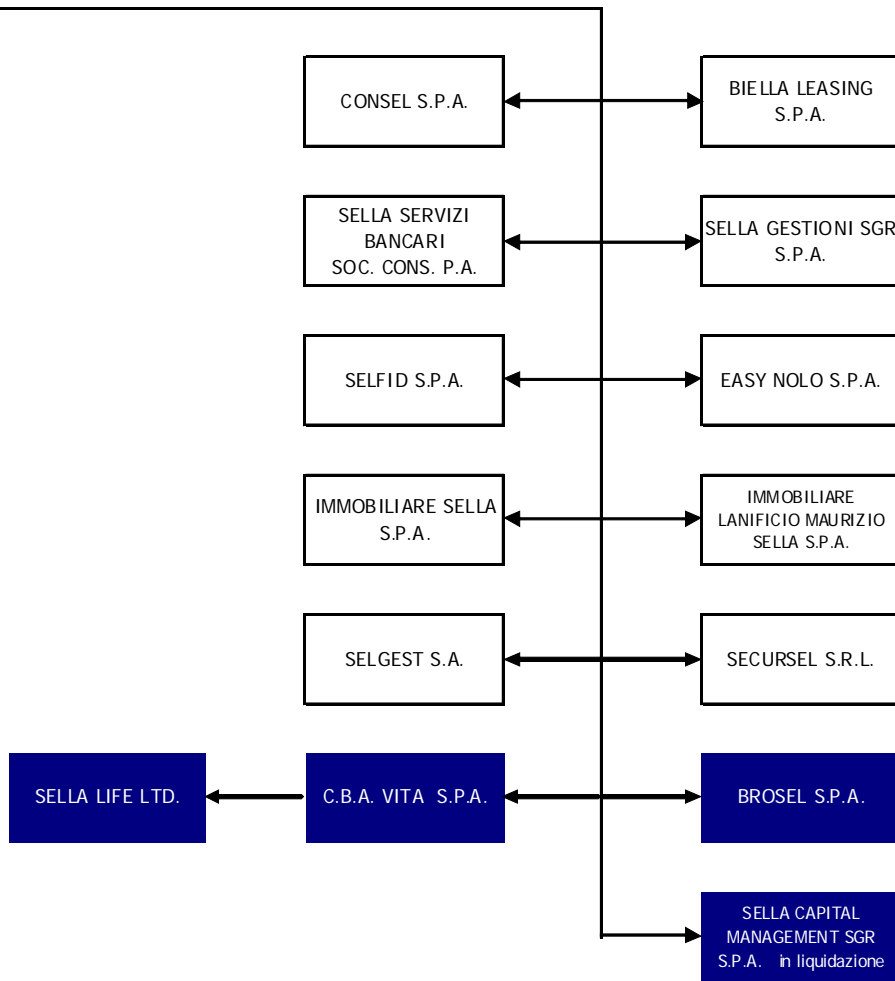 CONSEL S.P.A.
BIELLA LEASING
S.P.A.
SELLA SERVIZI
BANCARI
SOC. CONS. P.A.
SELLA GESTIONI SGR
S.P.A.
SELFID S.P.A.
EASY NOLO S.P.A.
IMMOBILIARE SELLA
S.P.A.
IMMOBILIARE
LANIFICIO MAURIZIO
SELLA S.P.A.
SELGEST S.A.
SECURSEL S.R.L.
SELLA LIFE LTD.
C.B.A. VITA S.P.A.
BROSEL S.P.A.
SELLA CAPITAL
MANAGEMENT SGR
S.P.A. in liquidazione